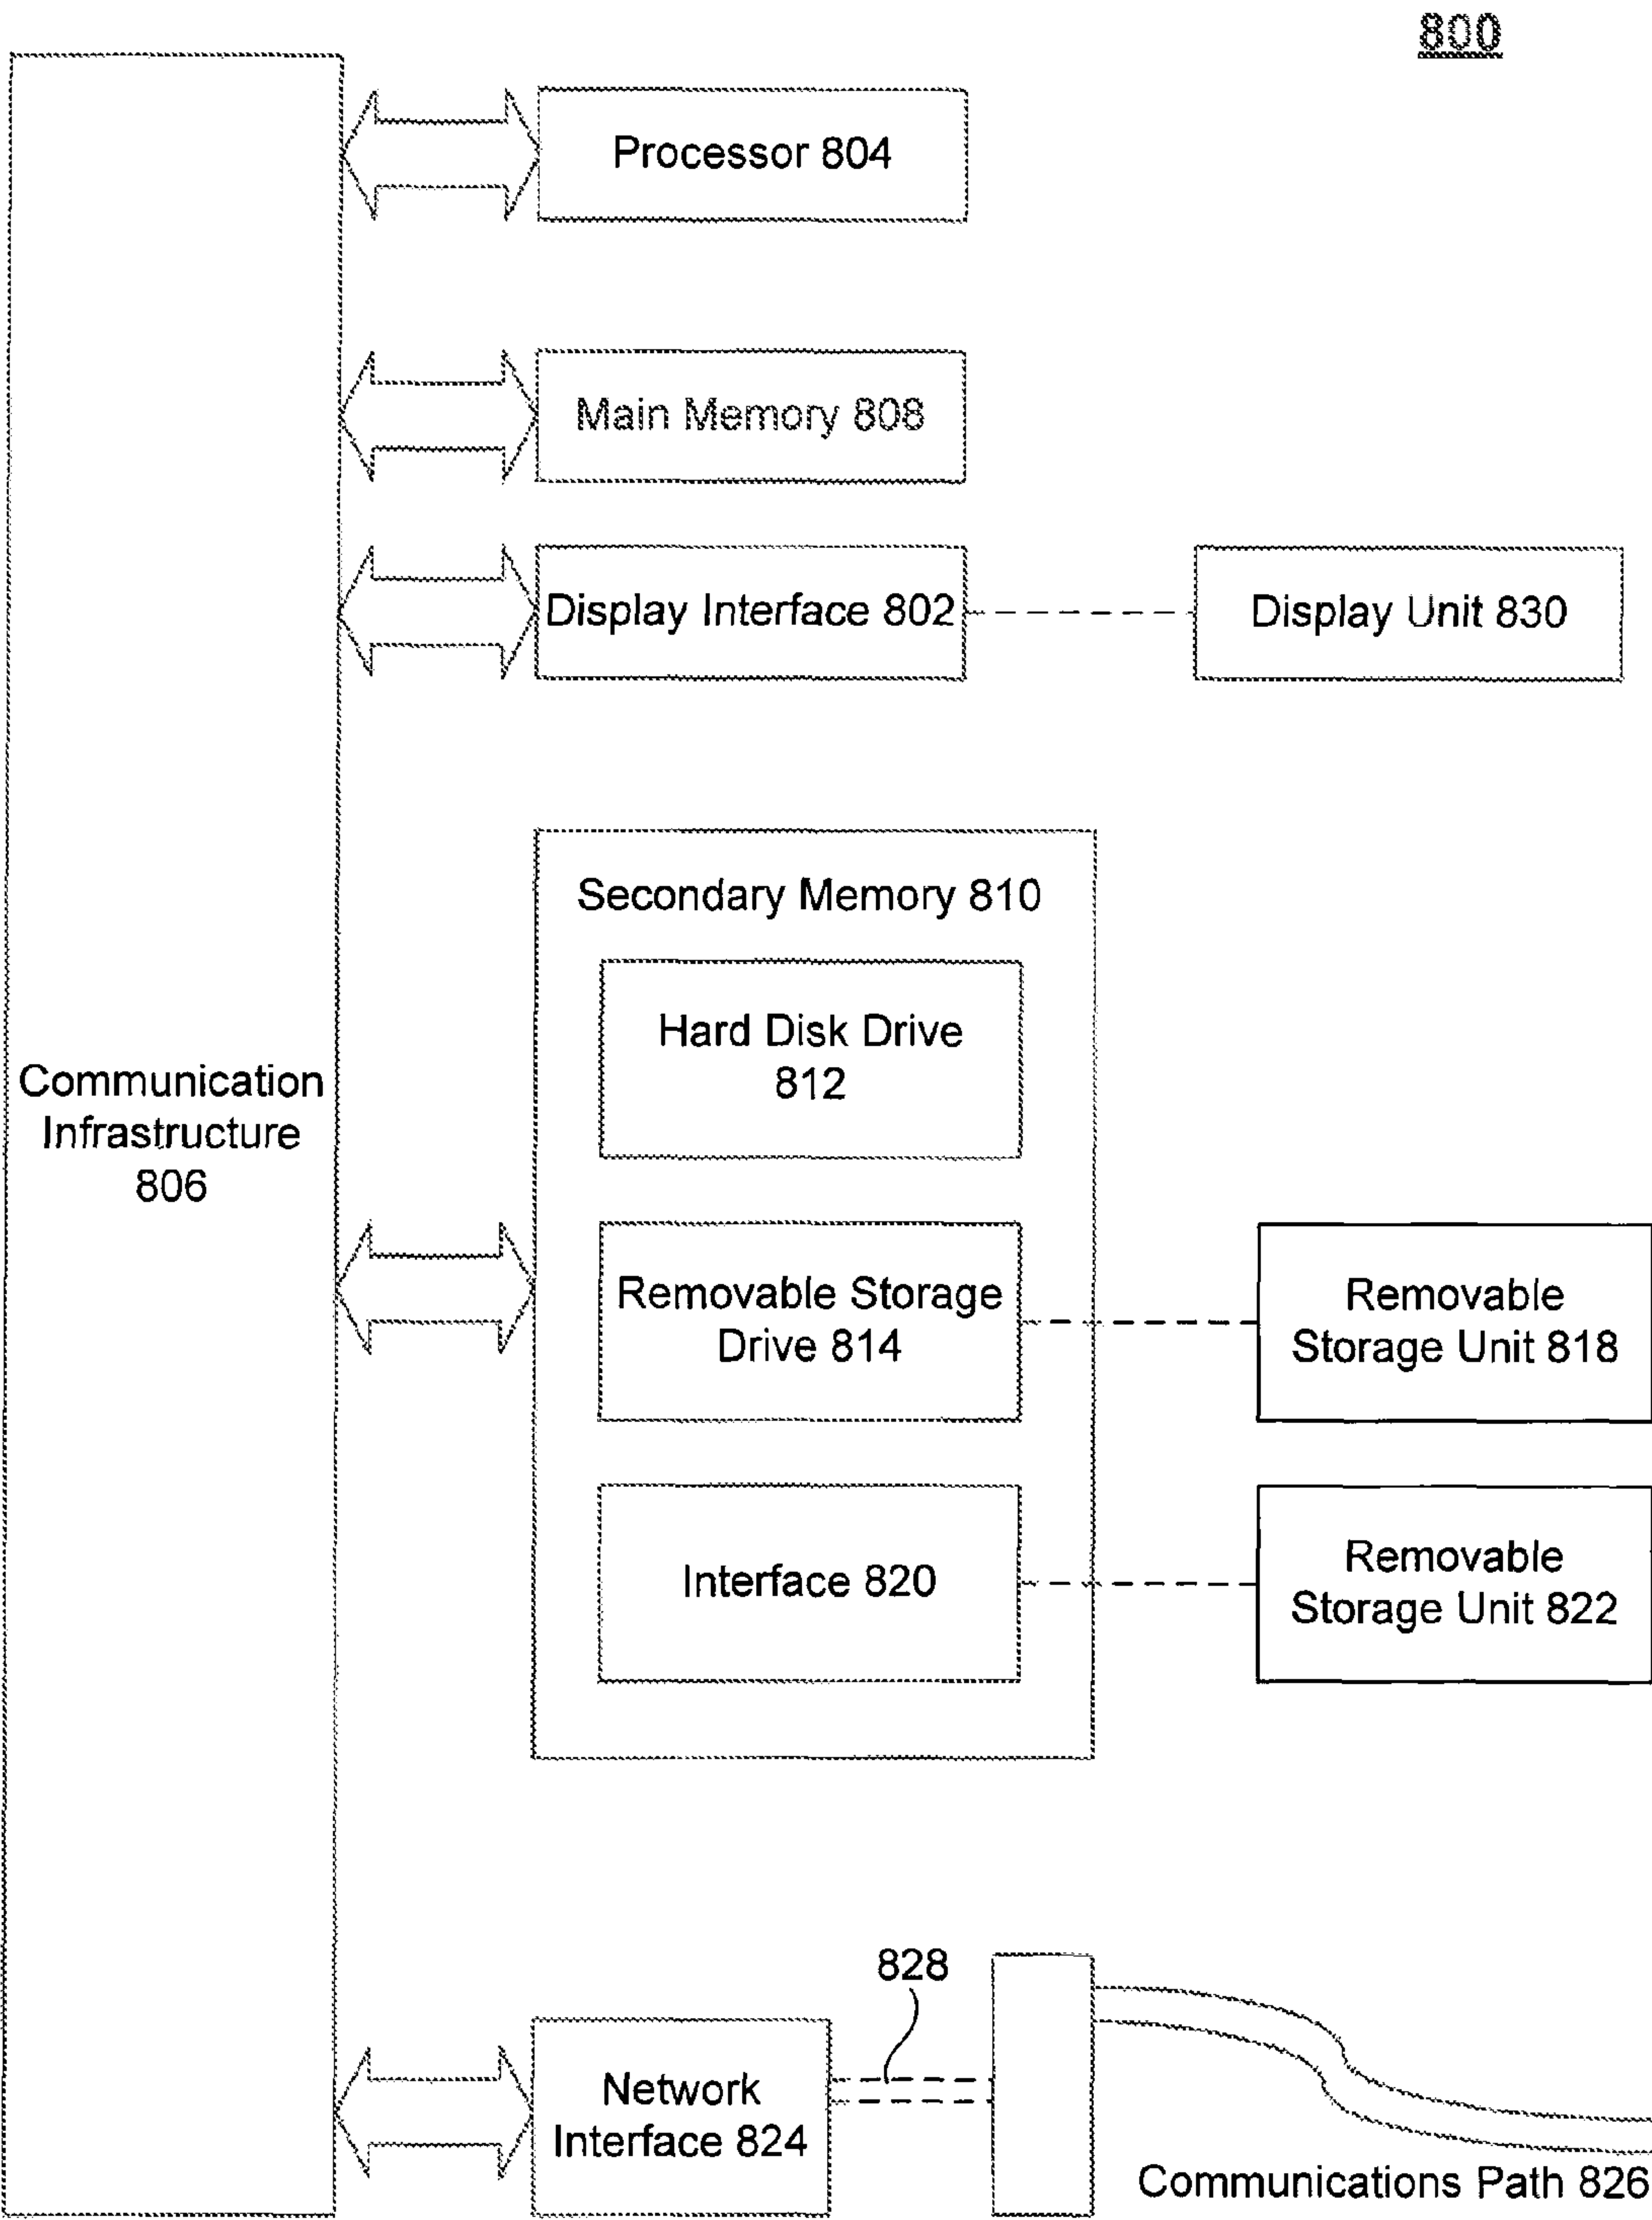 800
Processor 804
Main Memory 808
Display Interface 802
Display Unit 830
Secondary Memory 810
Hard Disk Drive
812
Communication
Infrastructure
806
Removable Storage
Drive 814
Removable
Storage Unit 818
Interface 820
Removable
Storage Unit 822
828
Network
Interface 824
Communications Path 826